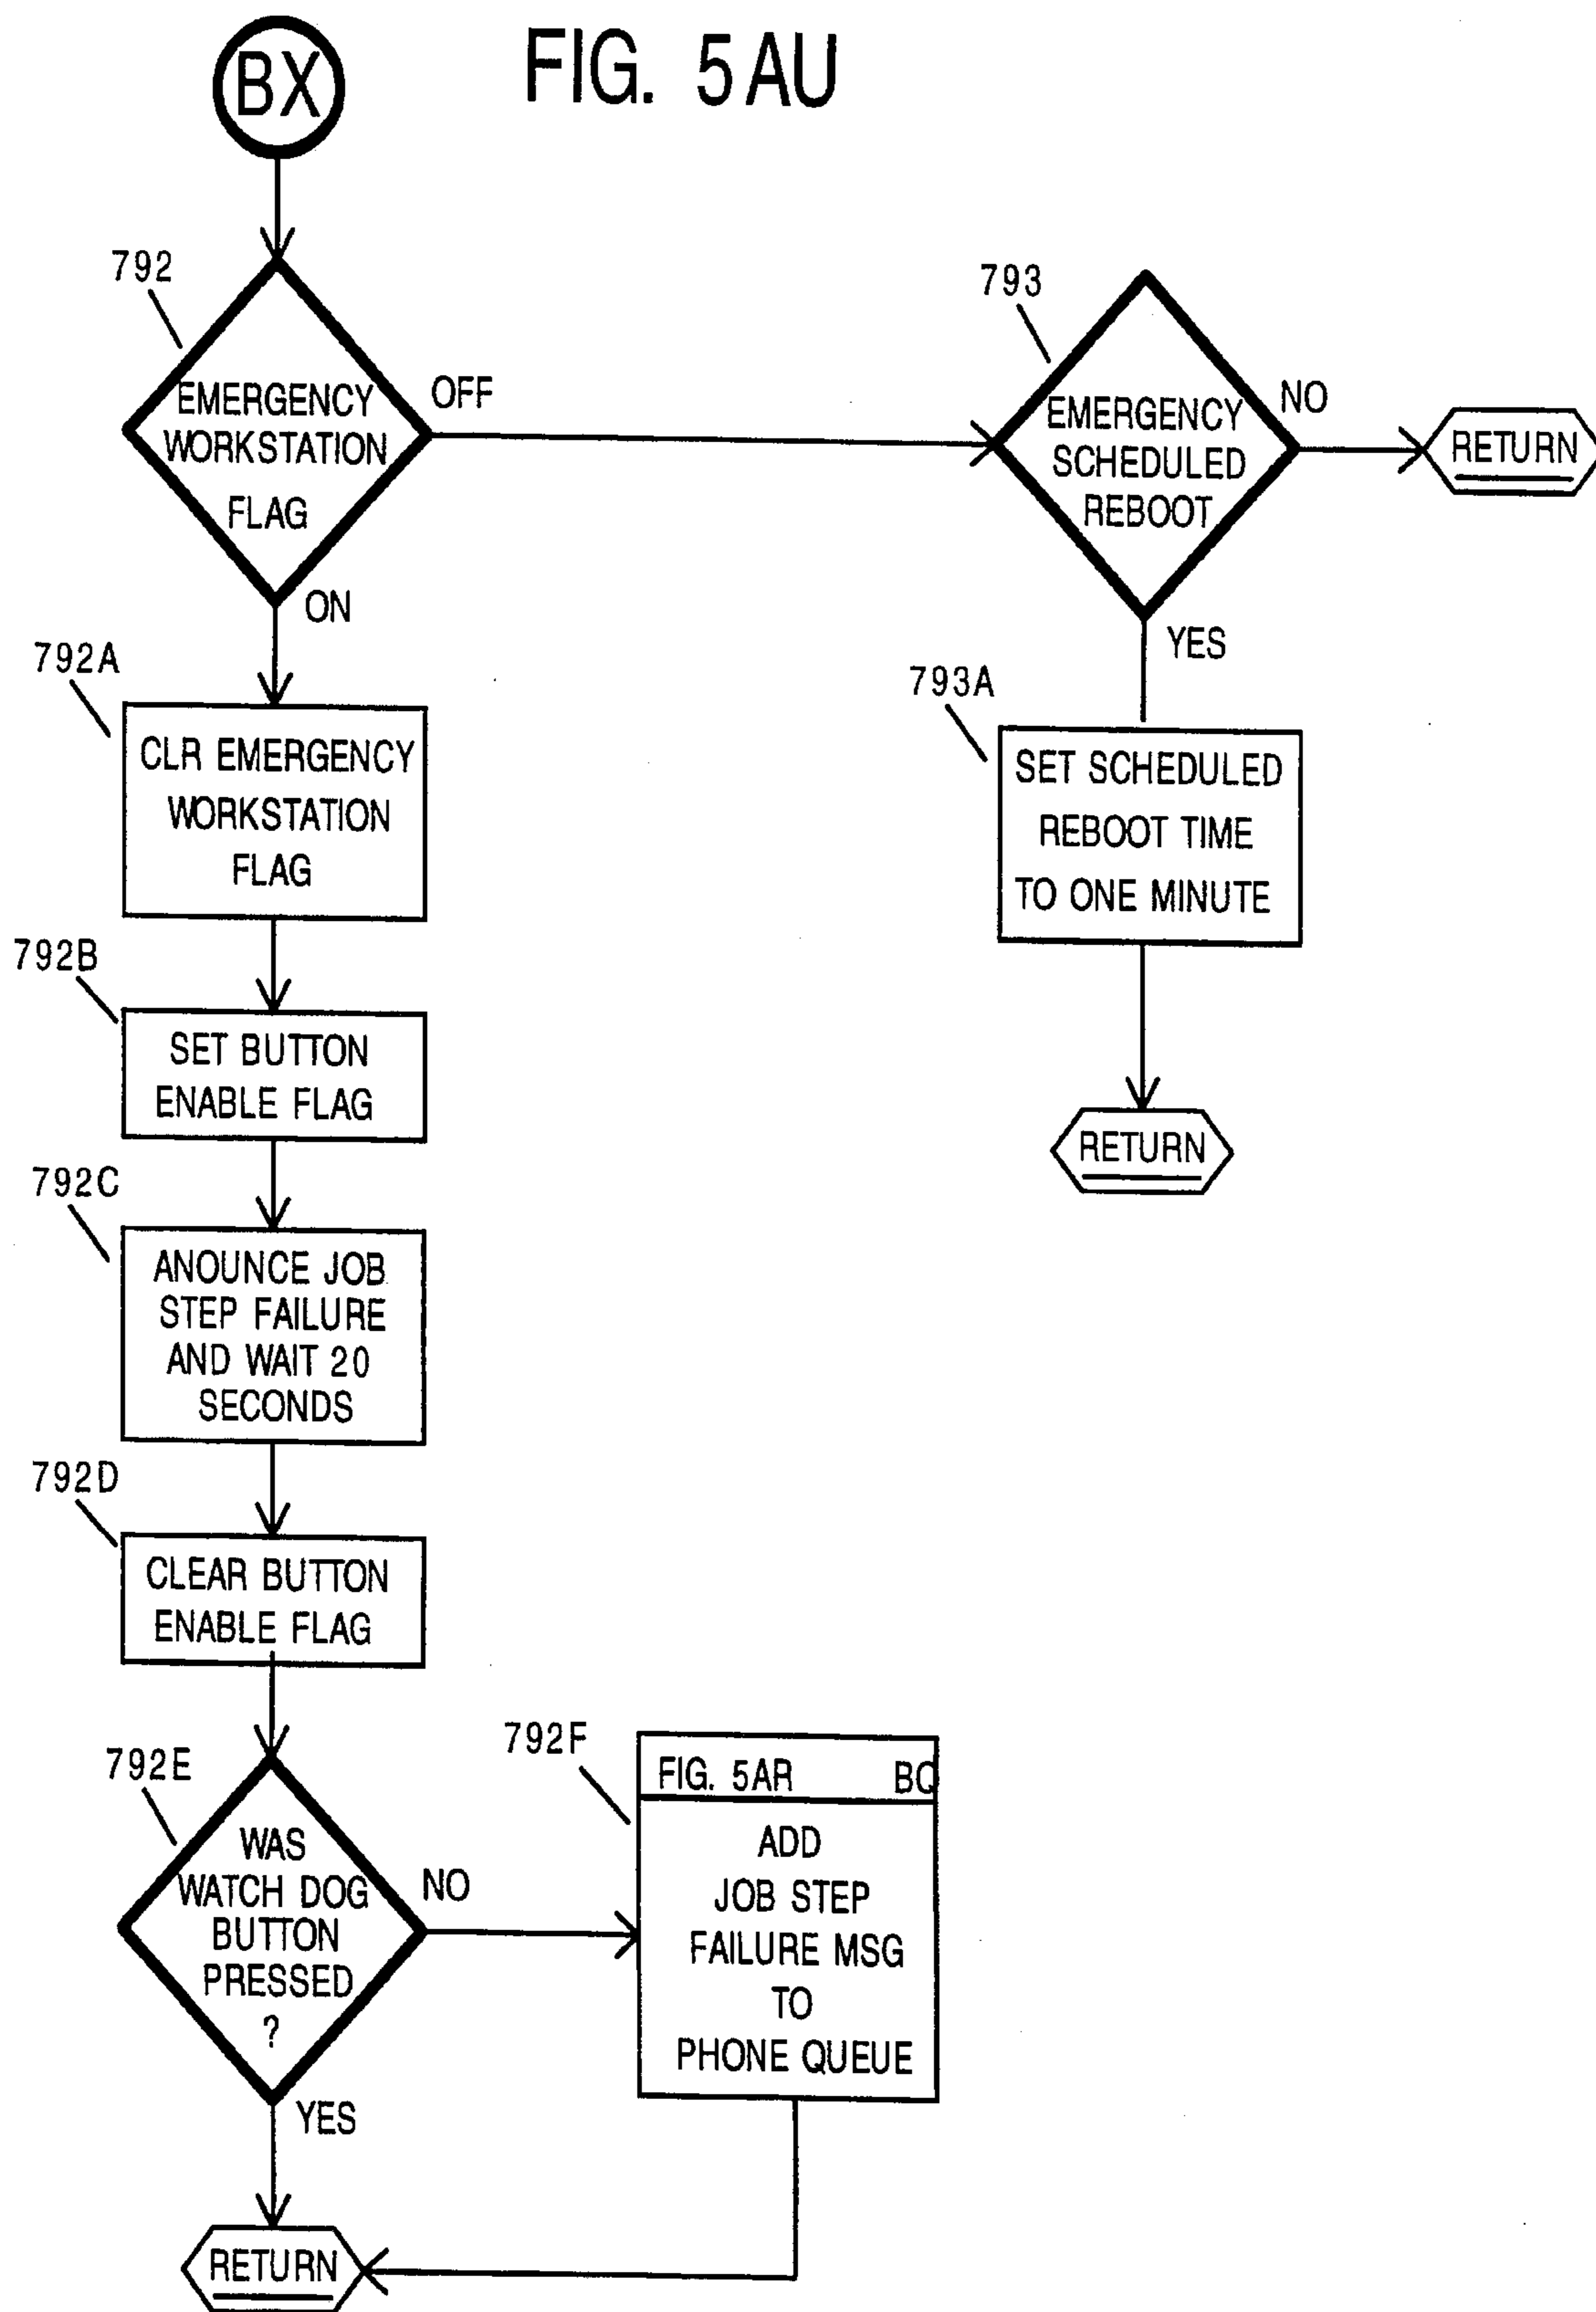 FIG. 5AU
BX
792
EMERGENCY
WORKSTATION
FLAG
OFF
ON
793
EMERGENCY
SCHEDULED
REBOOT
NO
RETURN
YES
793A
SET SCHEDULED
REBOOT TIME
TO ONE MINUTE
RETURN
792A
CLR EMERGENCY
WORKSTATION
FLAG
792B
SET BUTTON
ENABLE FLAG
792C
ANOUNCE JOB
STEP FAILURE
AND WAIT 20
SECONDS
792D
CLEAR BUTTON
ENABLE FLAG
792E
WAS
WATCH DOG
BUTTON
PRESSED
?
NO
YES
792F
FIG. 5AR
ADD
JOB STEP
FAILURE MSG
TO
PHONE QUEUE
RETURN